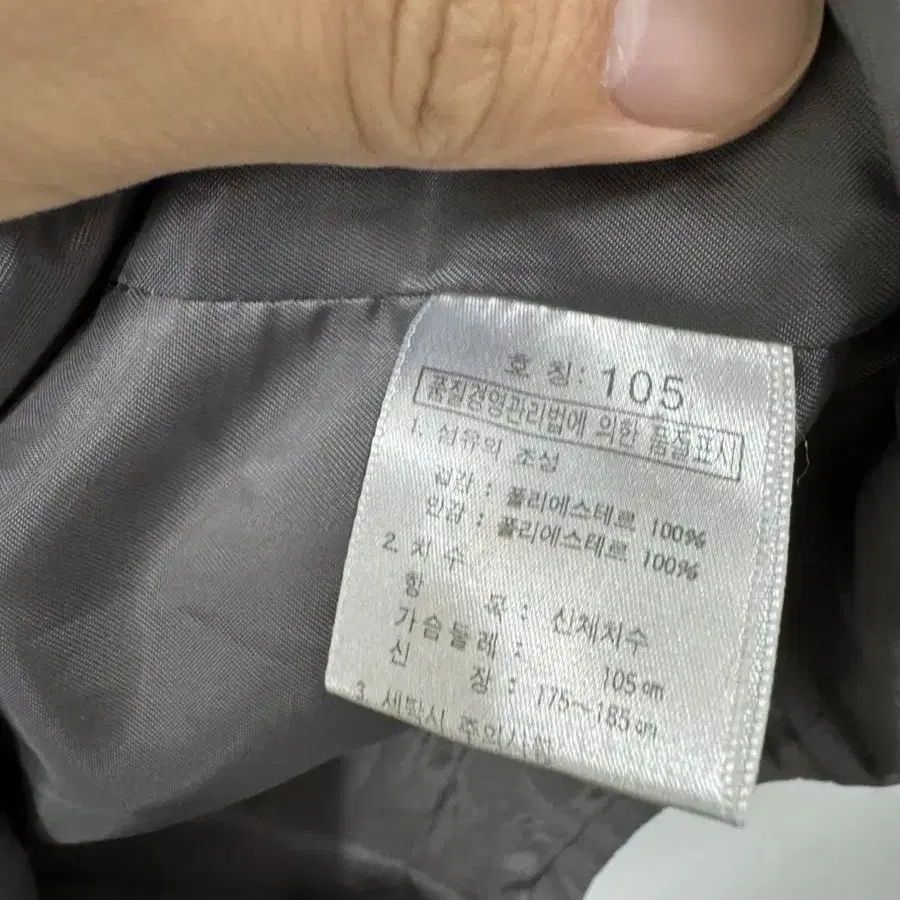 호 칭: 105
품질경영관리법에 의한 품질표시
1. 섬유의 조성
겉감 : 폴리에스테르 100%
안감 : 폴리에스테르 100%
2. 치수
항 목 : 신체치수
가슴둘레 : 105cm
신 장 : 175~185cm
3. 세탁시 주의사항